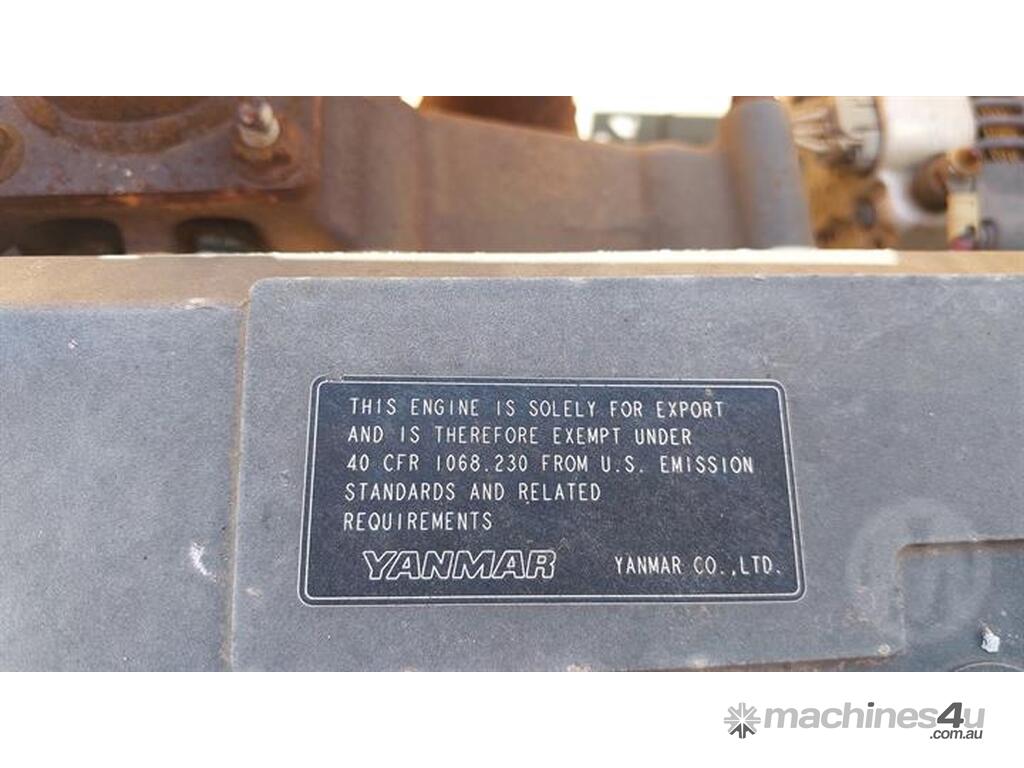 THIS ENGINE IS SOLELY FOR EXPORT
AND IS THEREFORE EXEMPT UNDER
40 CFR 1068.230 FROM U.S. EMISSION
STANDARDS AND RELATED
REQUIREMENTS
YANMAR YANMAR CO.,LTD.
machines4u
.com.au